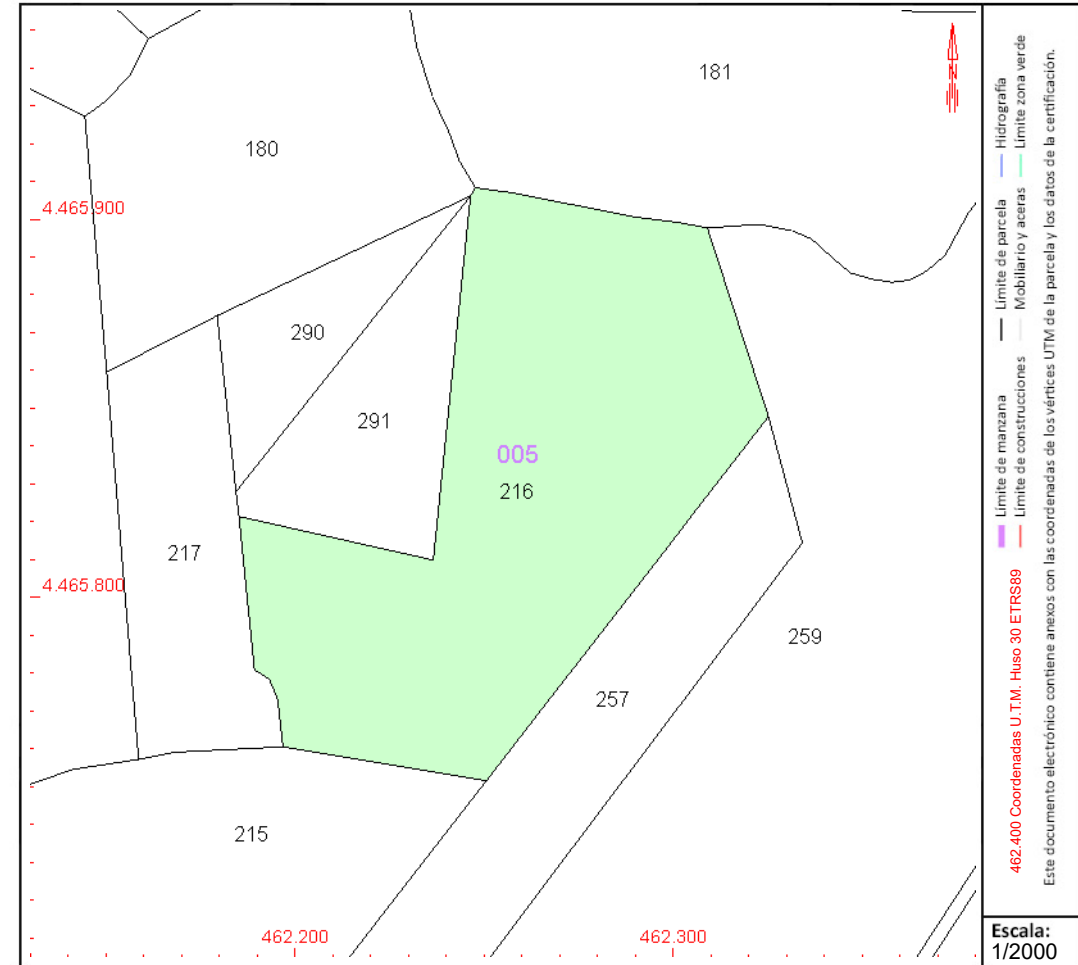 181
180
4.465.900
290
291
005
216
217
4.465.800
259
257
215
462.200
462.300
N
Hidrografía
Límite zona verde
Límite de parcela
Mobiliario y aceras
Límite de manzana
Límite de construcciones
462.400 Coordenadas U.T.M. Huso 30 ETRS89
Este documento electrónico contiene anexos con las coordenadas de los vértices UTM de la parcela y los datos de la certificación.
Escala:
1/2000